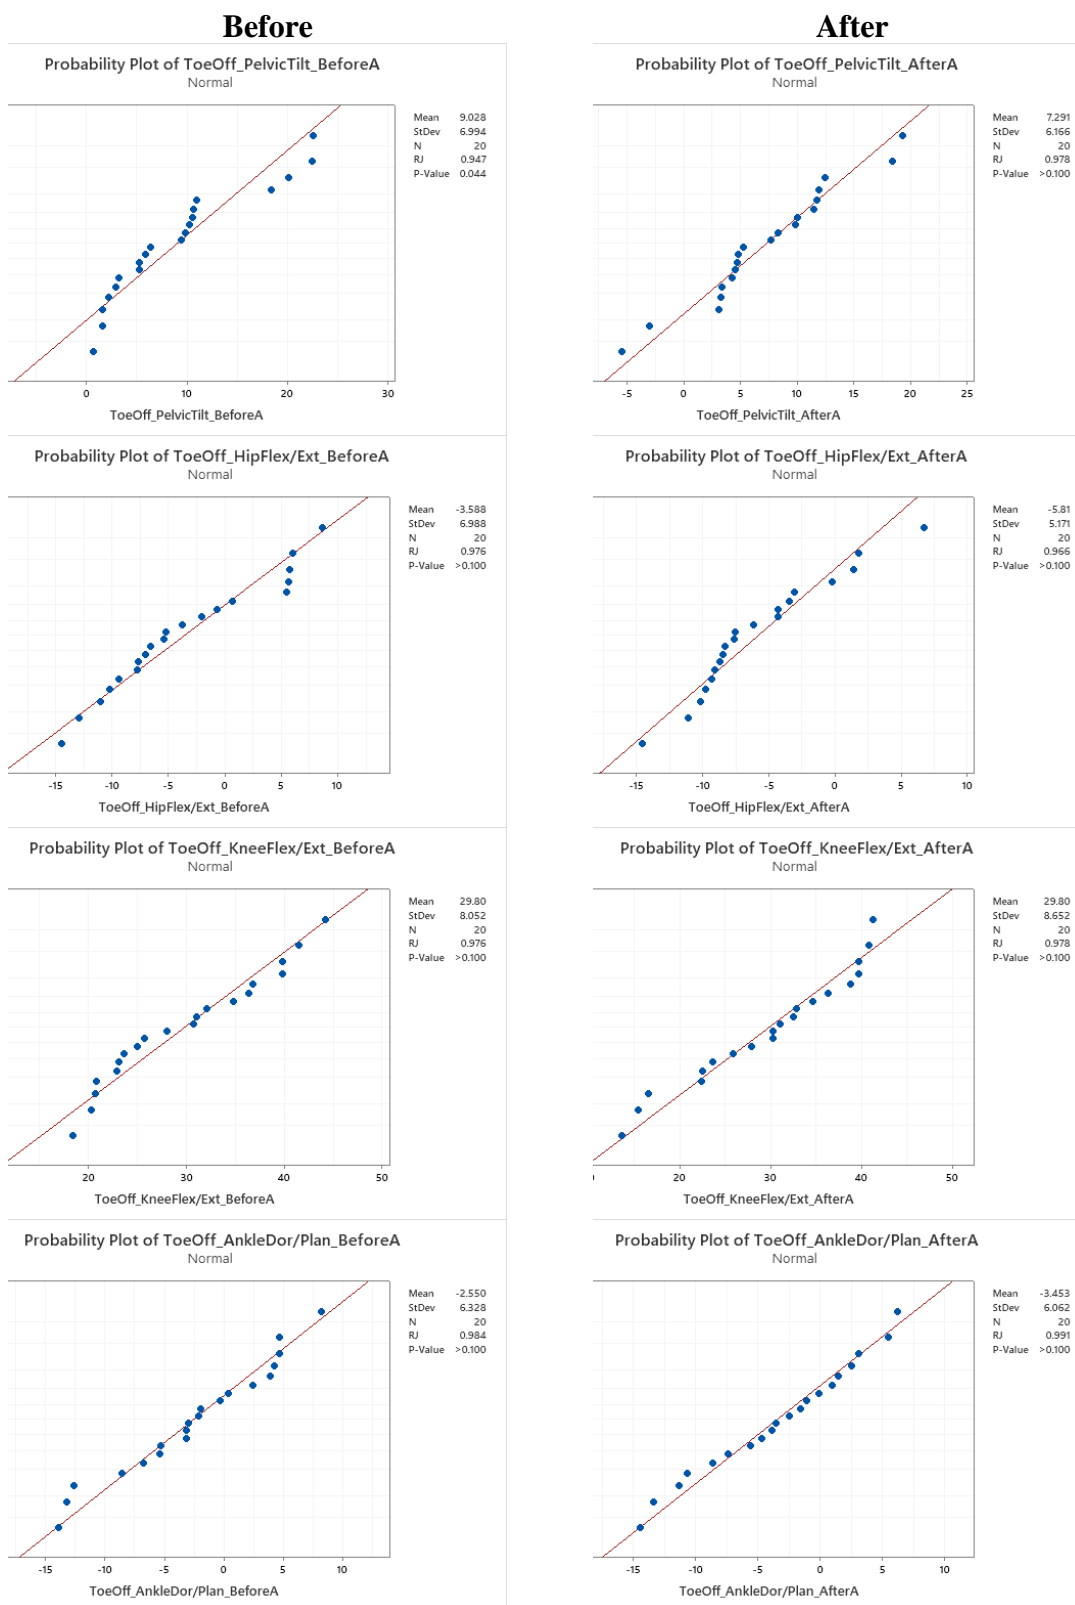 Before
After
Probability Plot of ToeOff_PelvicTilt_BeforeA
Normal
Mean 9.028
StDev 6.994
N 20
RJ 0.947
P-Value 0.044
0 10 20 30
ToeOff_PelvicTilt_BeforeA
Probability Plot of ToeOff_PelvicTilt_AfterA
Normal
Mean 7.291
StDev 6.166
N 20
RJ 0.978
P-Value >0.100
-5 0 5 10 15 20 25
ToeOff_PelvicTilt_AfterA
Probability Plot of ToeOff_HipFlex/Ext_BeforeA
Normal
Mean -3.588
StDev 6.988
N 20
RJ 0.976
P-Value >0.100
-15 -10 -5 0 5 10
ToeOff_HipFlex/Ext_BeforeA
Probability Plot of ToeOff_HipFlex/Ext_AfterA
Normal
Mean -5.81
StDev 5.171
N 20
RJ 0.966
P-Value >0.100
-15 -10 -5 0 5 10
ToeOff_HipFlex/Ext_AfterA
Probability Plot of ToeOff_KneeFlex/Ext_BeforeA
Normal
Mean 29.80
StDev 8.052
N 20
RJ 0.976
P-Value >0.100
20 30 40 50
ToeOff_KneeFlex/Ext_BeforeA
Probability Plot of ToeOff_KneeFlex/Ext_AfterA
Normal
Mean 29.80
StDev 8.652
N 20
RJ 0.978
P-Value >0.100
20 30 40 50
ToeOff_KneeFlex/Ext_AfterA
Probability Plot of ToeOff_AnkleDor/Plan_BeforeA
Normal
Mean -2.550
StDev 6.328
N 20
RJ 0.984
P-Value >0.100
-15 -10 -5 0 5 10
ToeOff_AnkleDor/Plan_BeforeA
Probability Plot of ToeOff_AnkleDor/Plan_AfterA
Normal
Mean -3.453
StDev 6.062
N 20
RJ 0.991
P-Value >0.100
-15 -10 -5 0 5 10
ToeOff_AnkleDor/Plan_AfterA